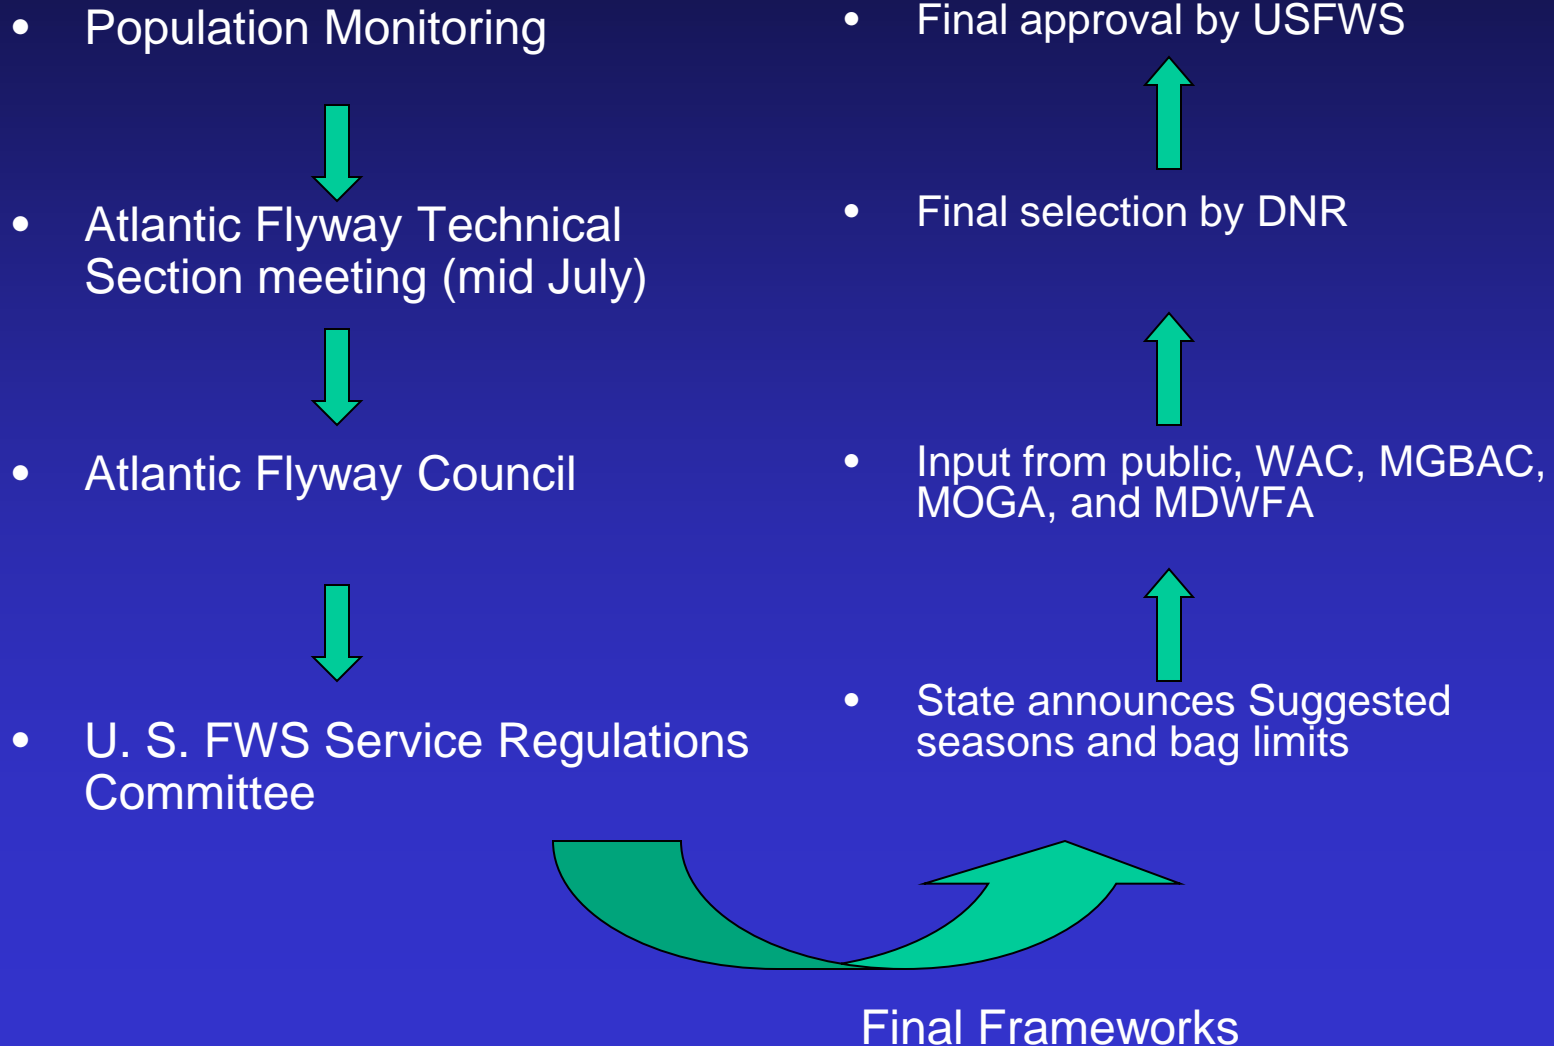 • Population Monitoring
• Atlantic Flyway Technical
Section meeting (mid July)
• Atlantic Flyway Council
• U. S. FWS Service Regulations
Committee
• Final approval by USFWS
• Final selection by DNR
• Input from public, WAC, MGBAC,
MOGA, and MDWFA
• State announces Suggested
seasons and bag limits
Final Frameworks